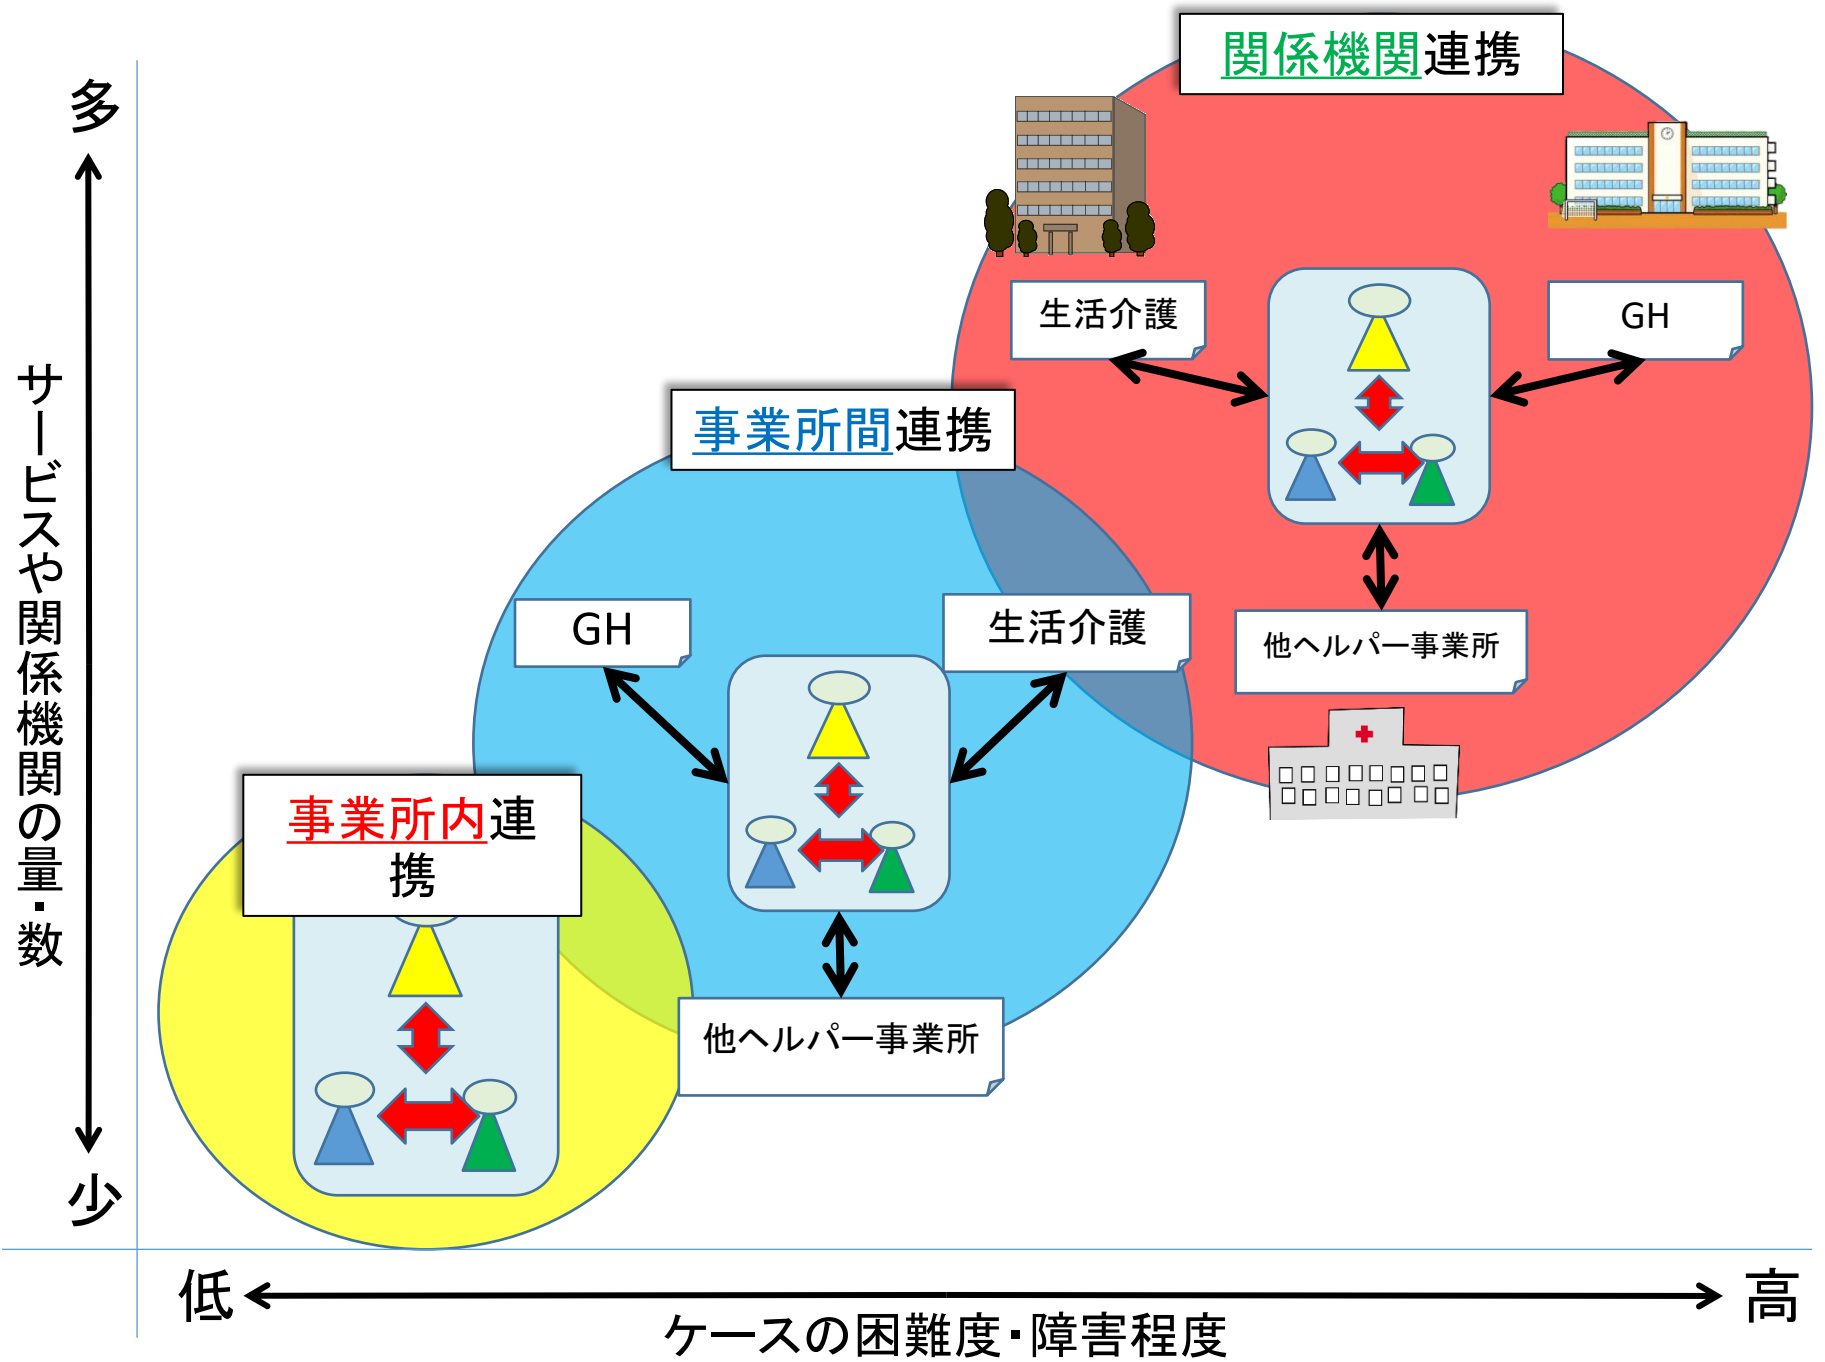 関係機関連携
多
生活介護
GH
サービスや関係機関の量・数
事業所間連携
GH
生活介護
他ヘルパー事業所
事業所内連
携
他ヘルパー事業所
少
低
高
ケースの困難度・障害程度